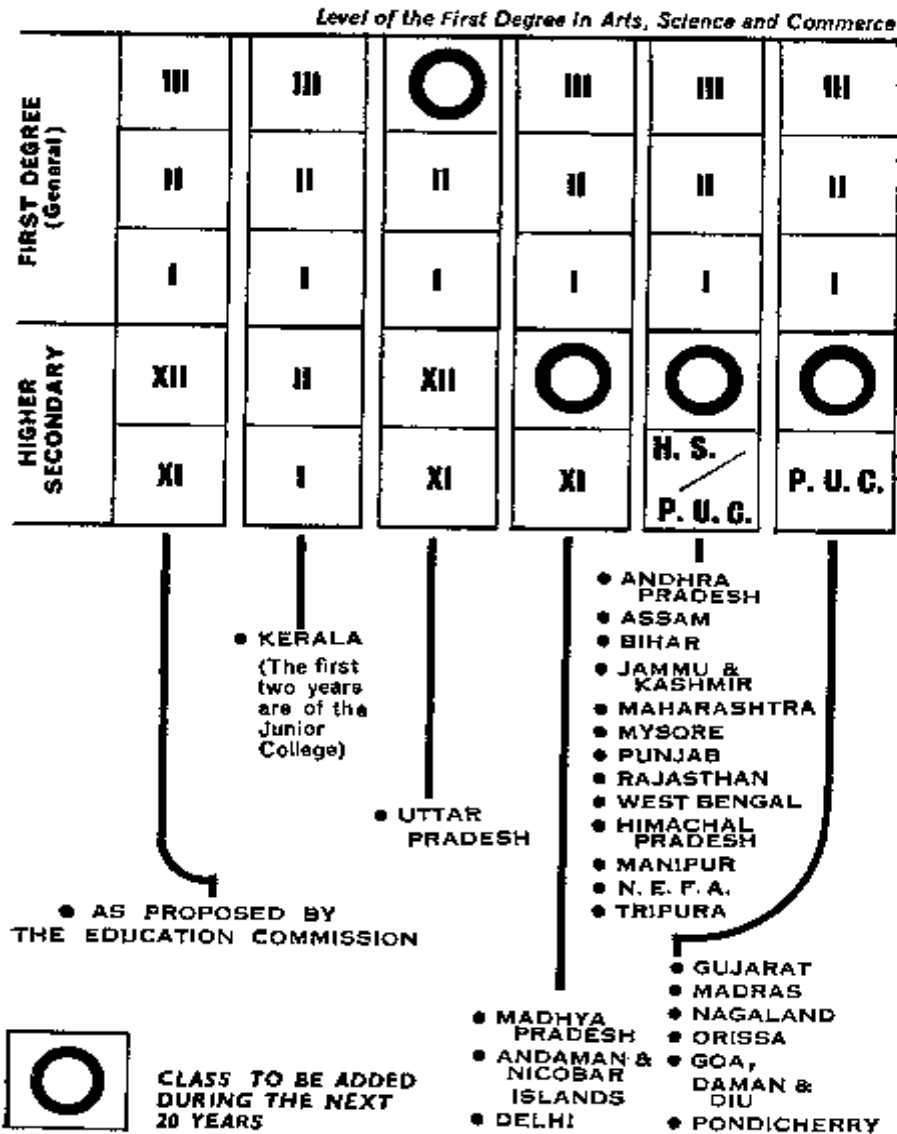 Level of the First Degree in Arts, Science and Commerce
FIRST DEGREE
(General)
III III III III III
II II II II II II
I I I I I I
HIGHER
SECONDARY
XII II XII
XI I XI XI H. S. / P. U. C. P. U. C.
• KERALA
(The first
two years
are of the
Junior
College)
• UTTAR
PRADESH
• ANDHRA
PRADESH
• ASSAM
• BIHAR
• JAMMU &
KASHMIR
• MAHARASHTRA
• MYSORE
• PUNJAB
• RAJASTHAN
• WEST BENGAL
• HIMACHAL
PRADESH
• MANIPUR
• N. E. F. A.
• TRIPURA
• AS PROPOSED BY
THE EDUCATION COMMISSION
• MADHYA
PRADESH
• ANDAMAN &
NICOBAR
ISLANDS
• DELHI
• GUJARAT
• MADRAS
• NAGALAND
• ORISSA
• GOA,
DAMAN &
DIU
• PONDICHERRY
CLASS TO BE ADDED
DURING THE NEXT
20 YEARS